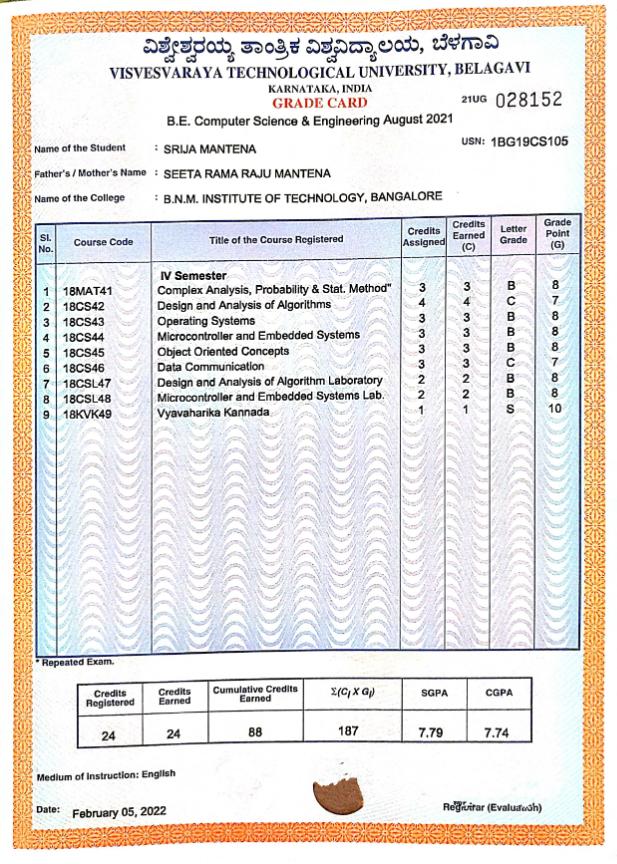 ವಿಶ್ವೇಶ್ವರಯ್ಯ ತಾಂತ್ರಿಕ ವಿಶ್ವವಿದ್ಯಾಲಯ, ಬೆಳಗಾವಿ
VISVESVARAYA TECHNOLOGICAL UNIVERSITY, BELAGAVI
KARNATAKA, INDIA
GRADE CARD
21UG 028152
B.E. Computer Science & Engineering August 2021
USN: 1BG19CS105
Name of the Student : SRIJA MANTENA
Father's / Mother's Name : SEETA RAMA RAJU MANTENA
Name of the College : B.N.M. INSTITUTE OF TECHNOLOGY, BANGALORE
Sl. No. Course Code Title of the Course Registered Credits Assigned Credits Earned (C) Letter Grade Grade Point (G)
IV Semester
1 18MAT41 Complex Analysis, Probability & Stat. Method" 3 3 B 8
2 18CS42 Design and Analysis of Algorithms 4 4 C 7
3 18CS43 Operating Systems 3 3 B 8
4 18CS44 Microcontroller and Embedded Systems 3 3 B 8
5 18CS45 Object Oriented Concepts 3 3 B 8
6 18CS46 Data Communication 3 3 C 7
7 18CSL47 Design and Analysis of Algorithm Laboratory 2 2 B 8
8 18CSL48 Microcontroller and Embedded Systems Lab. 2 2 B 8
9 18KVK49 Vyavaharika Kannada 1 1 S 10
* Repeated Exam.
Credits Registered Credits Earned Cumulative Credits Earned Σ(Ci X Gi) SGPA CGPA
24 24 88 187 7.79 7.74
Medium of Instruction: English
Date: February 05, 2022
(Evaluation)